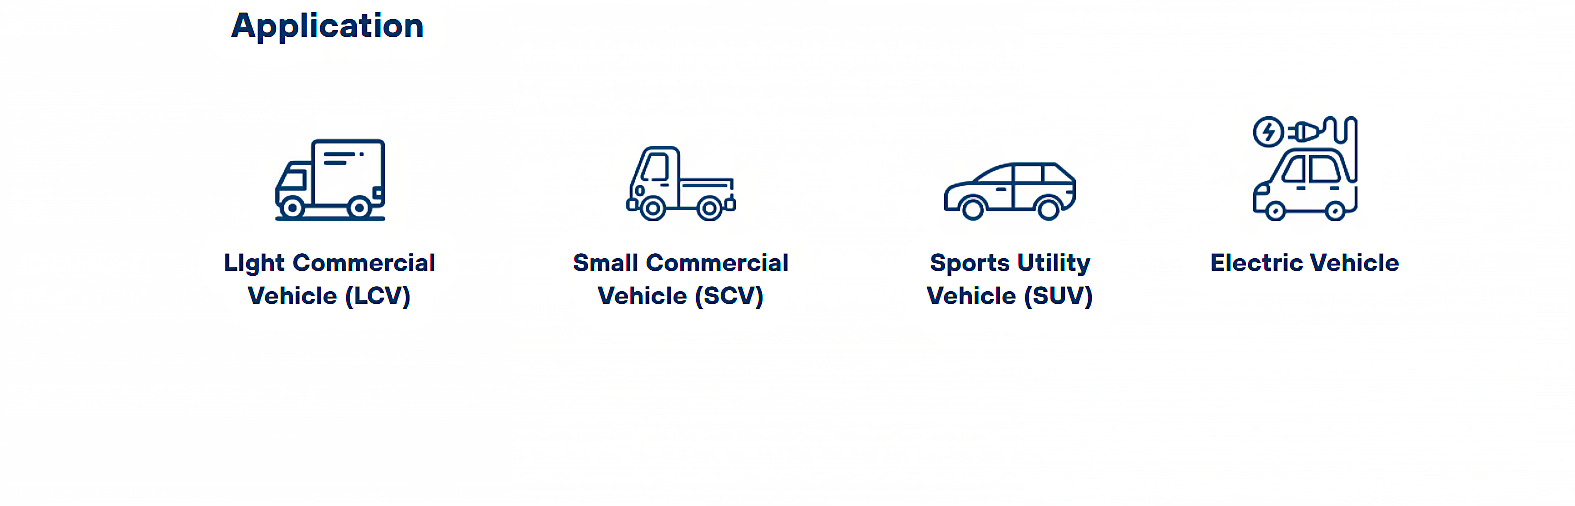 Application
LIght Commercial
Vehicle (LCV)
Small Commercial
Vehicle (SCV)
Sports Utility
Vehicle (SUV)
Electric Vehicle